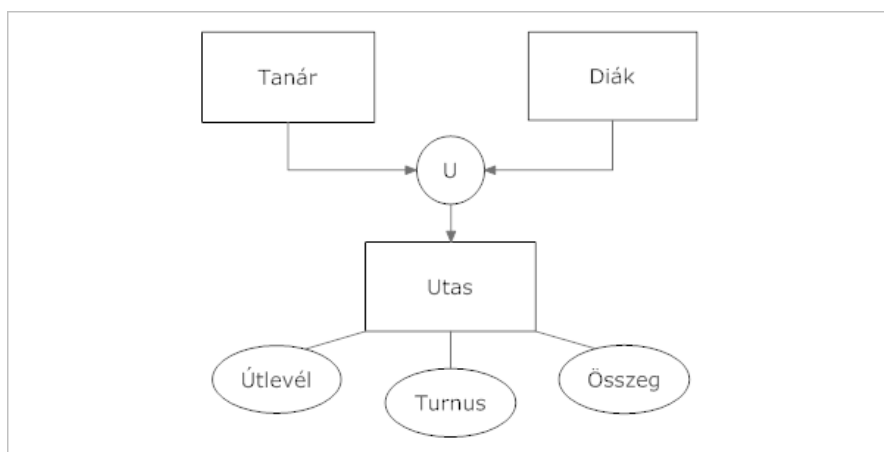 Tanár
Diák
U
Utas
Útlevél
Turnus
Összeg